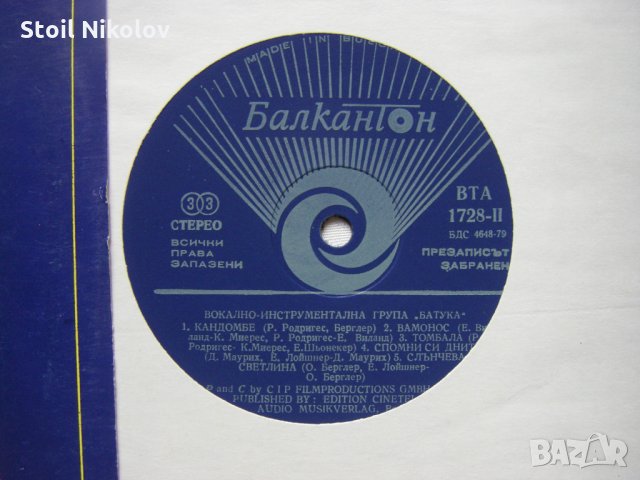 Stoil Nikolov
MADE IN
Балкантон
33
СТЕРЕО
ВСИЧКИ
ПРАВА
ЗАПАЗЕНИ
ВТА
1728-II
БДС 4648-79
ПРЕЗАПИСЪТ
ЗАБРАНЕН
ВОКАЛНО-ИНСТРУМЕНТАЛНА ГРУПА „БАТУКА"
1. КАНДОМБЕ (Р. Родригес, Берглер) 2. ВАМОНОС (Е. Ви
ланд-К. Миерес, Р. Родригес-Е. Виланд) 3. ТОМБАЛА (Р.
Родригес- К.Миерес, Е.Шьонекер) 4. СПОМНИ СИ ДНИТ
(Д. Маурих, Е. Лойшнер-Д. Маурих) 5. СЛЪНЧЕВА
СВЕТЛИНА (О. Берглер, Е. Лойшнер-
О. Берглер)
P and C by C I P FILMPRODUCTIONS GMBH
PUBLISHED BY: EDITION CINETEL
AUDIO MUSIKVERLAG,
BAZAR